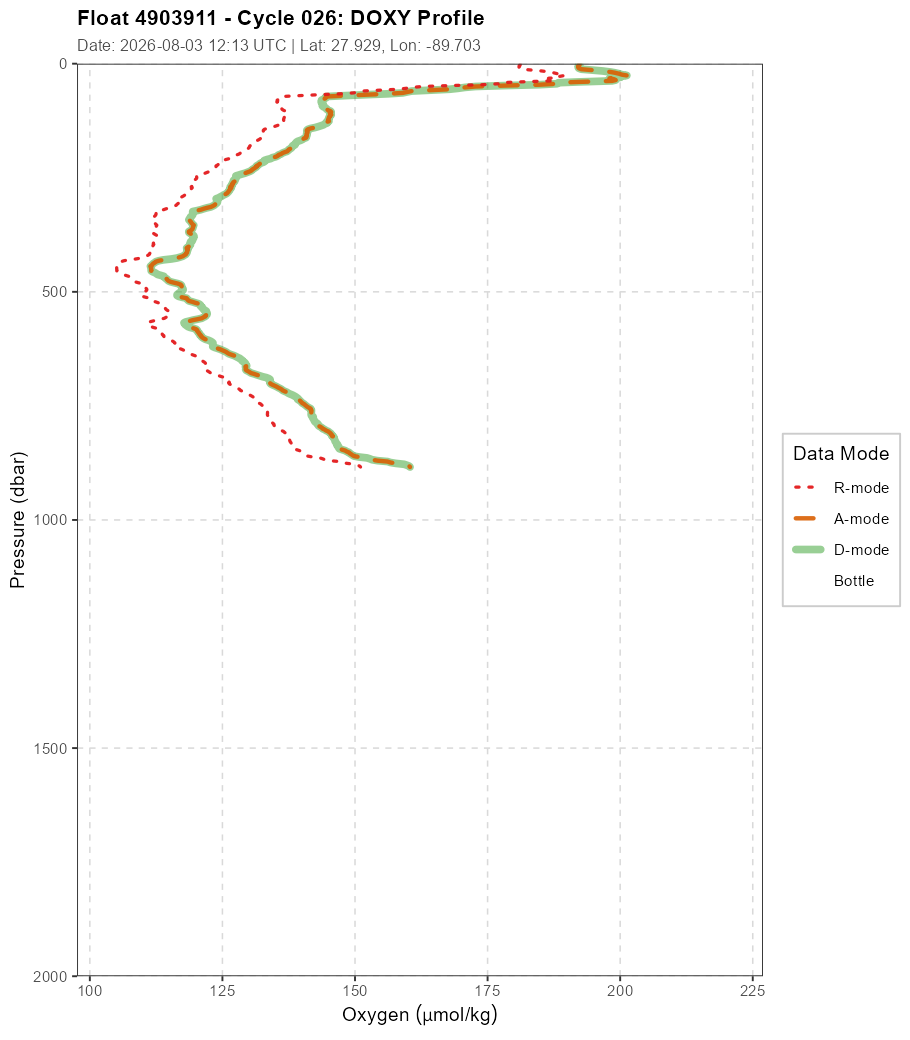 Float 4903911 - Cycle 026: DOXY Profile
Date: 2026-08-03 12:13 UTC | Lat: 27.929, Lon: -89.703
0
500
1000
1500
2000
Pressure (dbar)
100 125 150 175 200 225
Oxygen (µmol/kg)
Data Mode
R-mode
A-mode
D-mode
Bottle